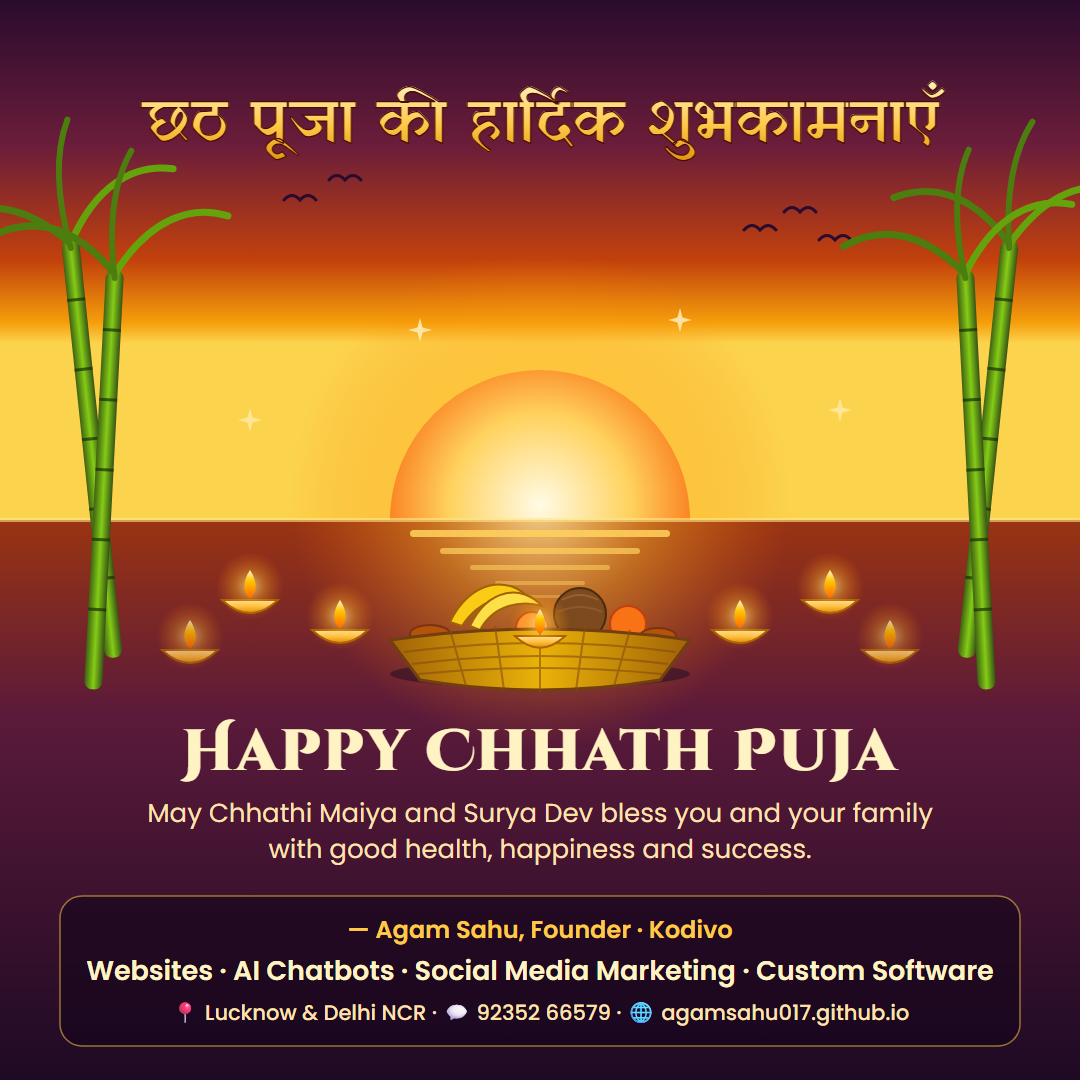 छठ पूजा की हार्दिक शुभकामनाएँ
Happy Chhath Puja
May Chhathi Maiya and Surya Dev bless you and your family
with good health, happiness and success.
— Agam Sahu, Founder · Kodivo
Websites · AI Chatbots · Social Media Marketing · Custom Software
📍 Lucknow & Delhi NCR · 💬 92352 66579 · 🌐 agamsahu017.github.io